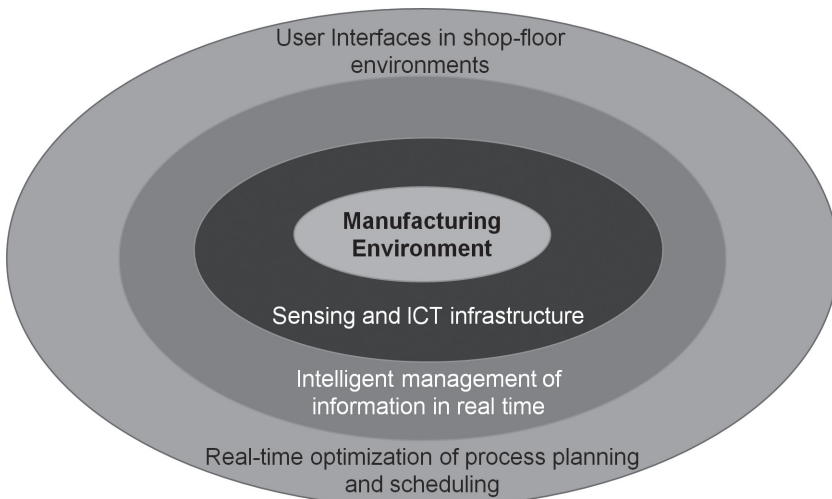 User Interfaces in shop-floor
environments
Manufacturing
Environment
Sensing and ICT infrastructure
Intelligent management of
information in real time
Real-time optimization of process planning
and scheduling